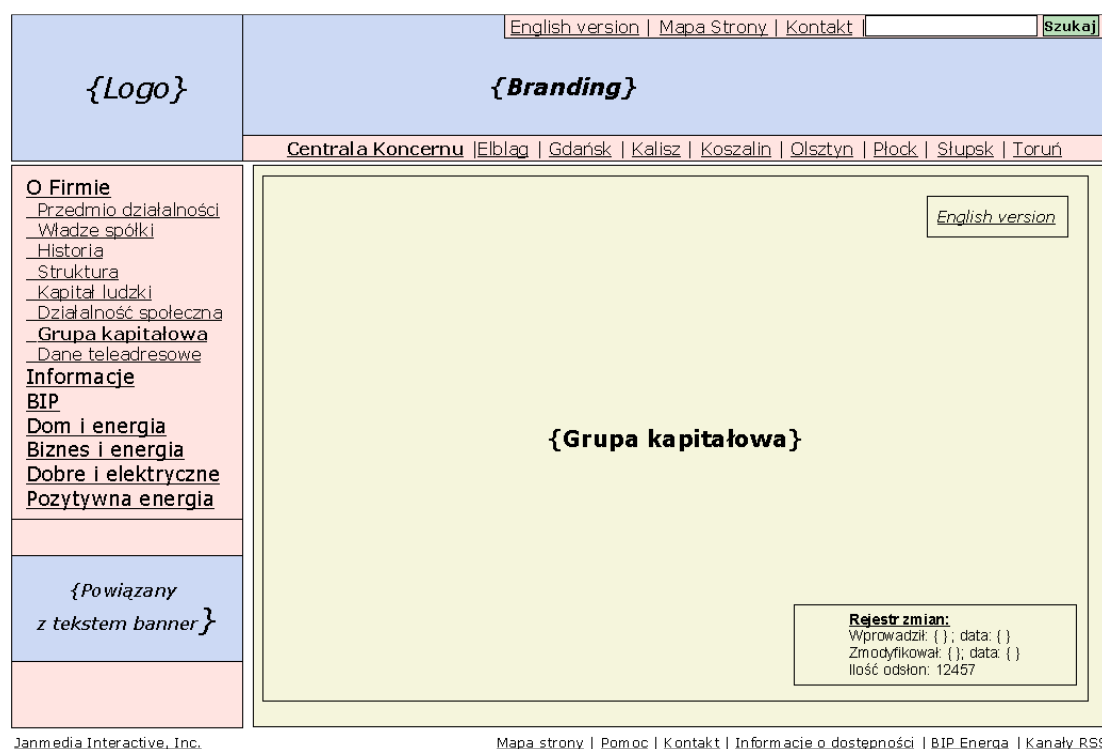 English version | Mapa Strony | Kontakt | Szukaj
{Logo}
{Branding}
Centrala Koncernu |Elbląg | Gdańsk | Kalisz | Koszalin | Olsztyn | Płock | Słupsk | Toruń
O Firmie
Przedmio działalności
Władze spółki
Historia
Struktura
Kapitał ludzki
Działalność społeczna
Grupa kapitałowa
Dane teleadresowe
Informacje
BIP
Dom i energia
Biznes i energia
Dobre i elektryczne
Pozytywna energia
{Powiązany
z tekstem banner}
English version
{Grupa kapitałowa}
Rejestr zmian:
Wprowadził: { } ; data: { }
Zmodyfikował: { }; data: { }
Ilość odsłon: 12457
Janmedia Interactive, Inc.
Mapa strony | Pomoc | Kontakt | Informacje o dostępności | BIP Energa | Kanały RSS